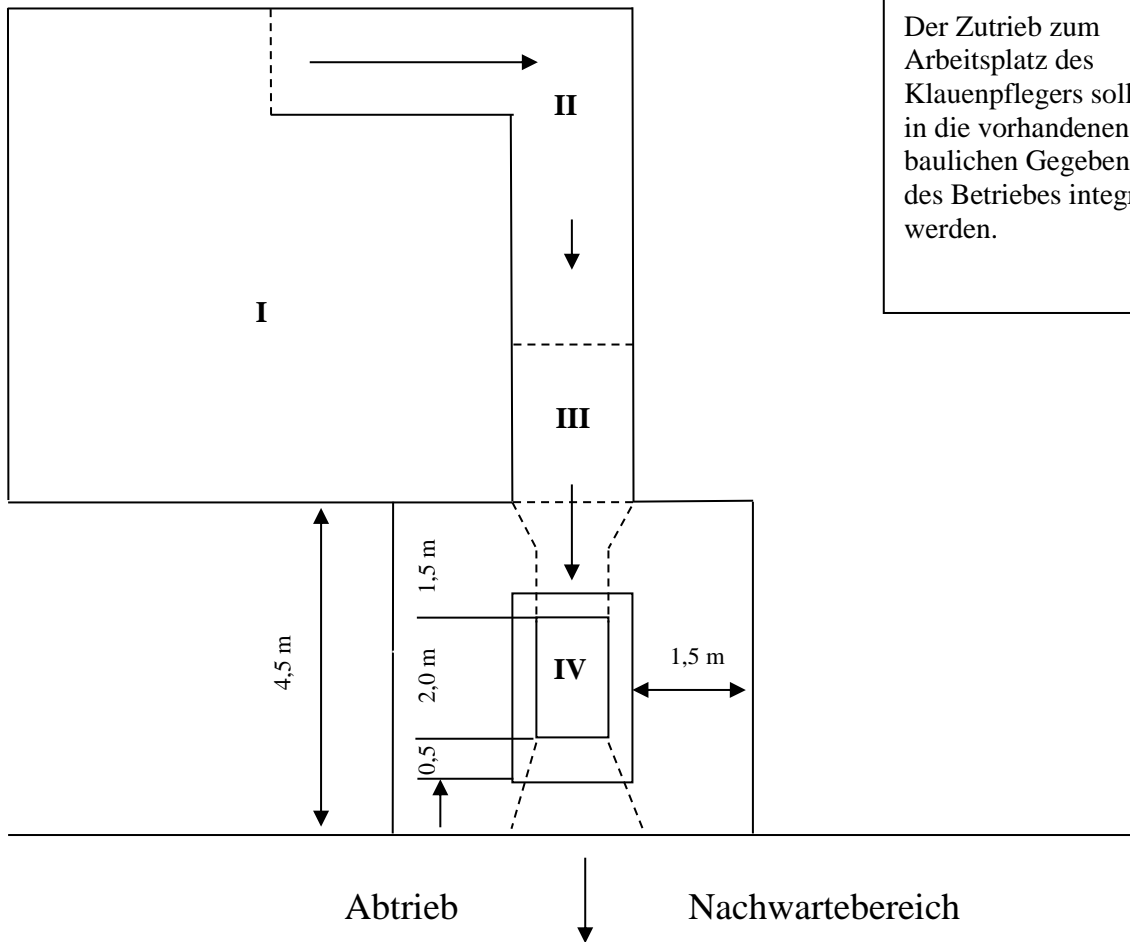 Der Zutrieb zum
Arbeitsplatz des
Klauenpflegers soll
in die vorhandenen
baulichen Gegeben
des Betriebes integr
werden.
II
I
III
1,5 m
4,5 m
2,0 m
IV
1,5 m
0,5
Abtrieb
Nachwartebereich